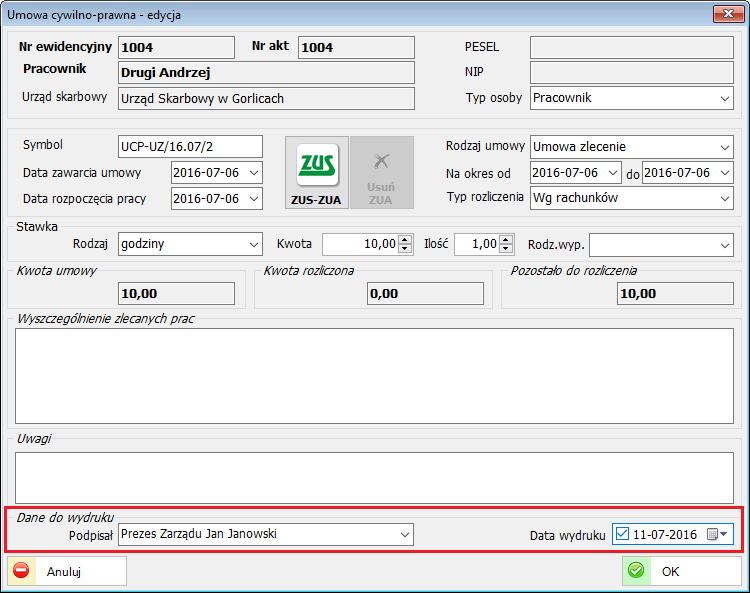 Umowa cywilno-prawna - edycja
Nr ewidencyjny 1004 Nr akt 1004 PESEL
Pracownik Drugi Andrzej NIP
Urząd skarbowy Urząd Skarbowy w Gorlicach Typ osoby Pracownik
Symbol UCP-UZ/16.07/2 Rodzaj umowy Umowa zlecenie
Data zawarcia umowy 2016-07-06 Na okres od 2016-07-06 do 2016-07-06
Data rozpoczęcia pracy 2016-07-06 Typ rozliczenia Wg rachunków
ZUS
ZUS-ZUA
Usuń
ZUA
Stawka
Rodzaj godziny Kwota 10,00 Ilość 1,00 Rodz.wyp.
Kwota umowy Kwota rozliczona Pozostało do rozliczenia
10,00 0,00 10,00
Wyszczególnienie zlecanych prac
Uwagi
Dane do wydruku
Podpisał Prezes Zarządu Jan Janowski Data wydruku 11-07-2016
Anuluj OK